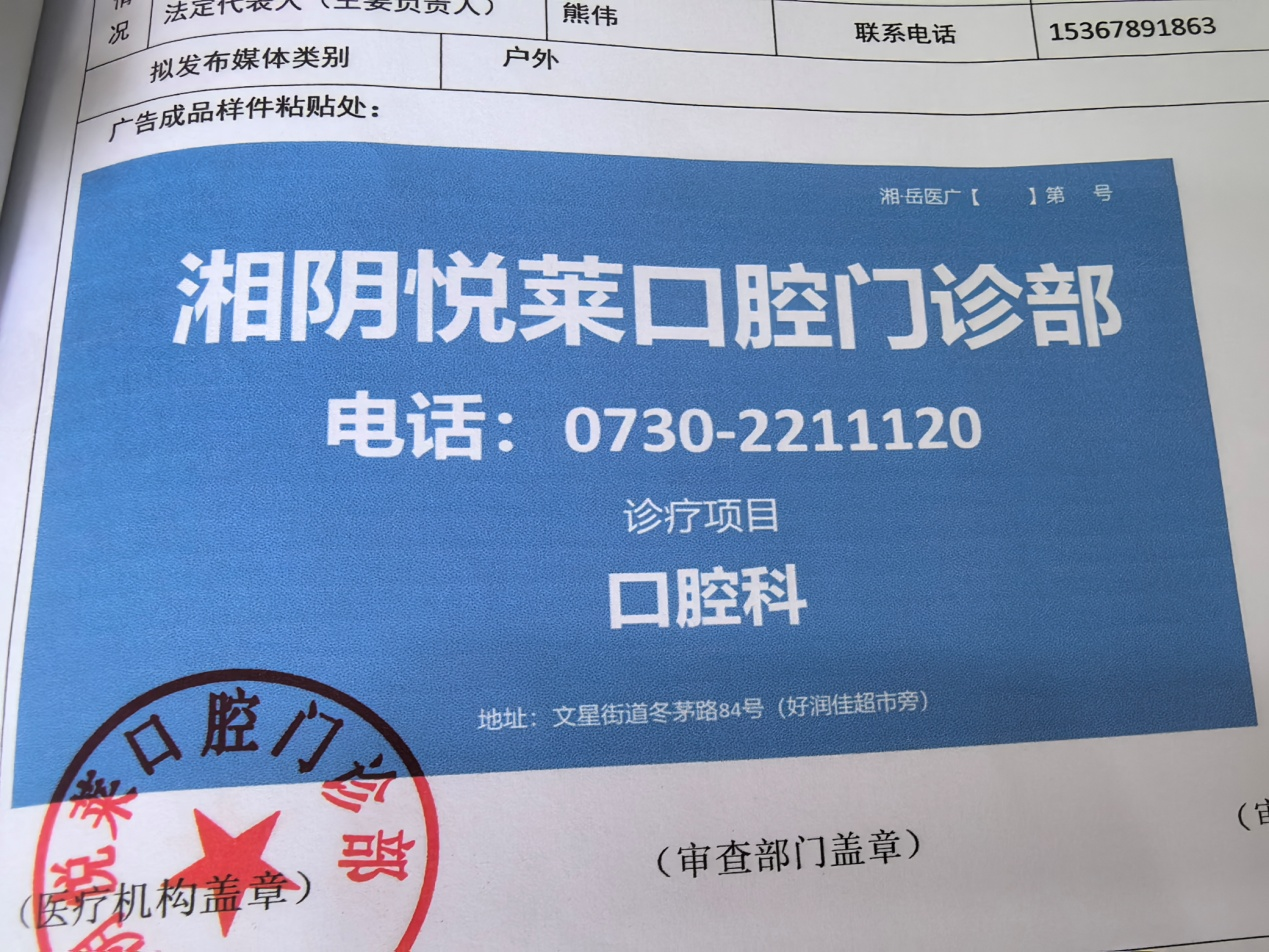 情况
法定代表人（主要负责人）
熊伟
联系电话
15367891863
拟发布媒体类别
户外
广告成品样件粘贴处：
湘·岳医广【 】第 号
湘阴悦莱口腔门诊部
电话：0730-2211120
诊疗项目
口腔科
地址：文星街道冬茅路84号（好润佳超市旁）
悦莱口腔门诊部
（医疗机构盖章）
（审查部门盖章）
（审